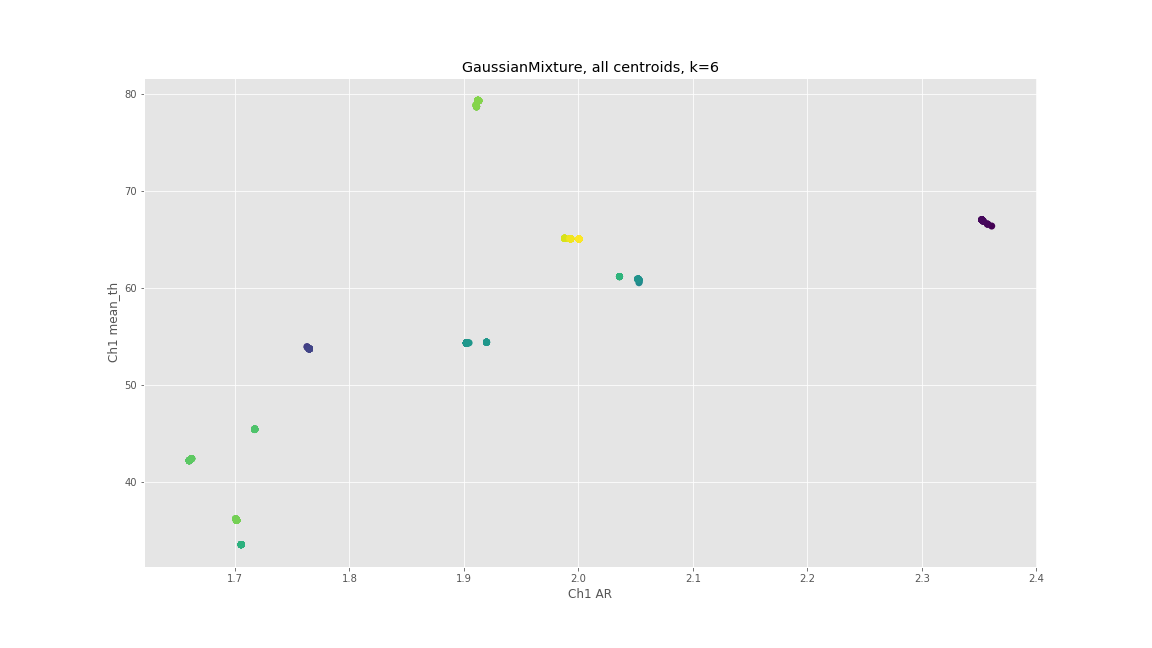 GaussianMixture, all centroids, k=6
80
70
60
50
40
Ch1 mean_th
1.7 1.8 1.9 2.0 2.1 2.2 2.3 2.4
Ch1 AR